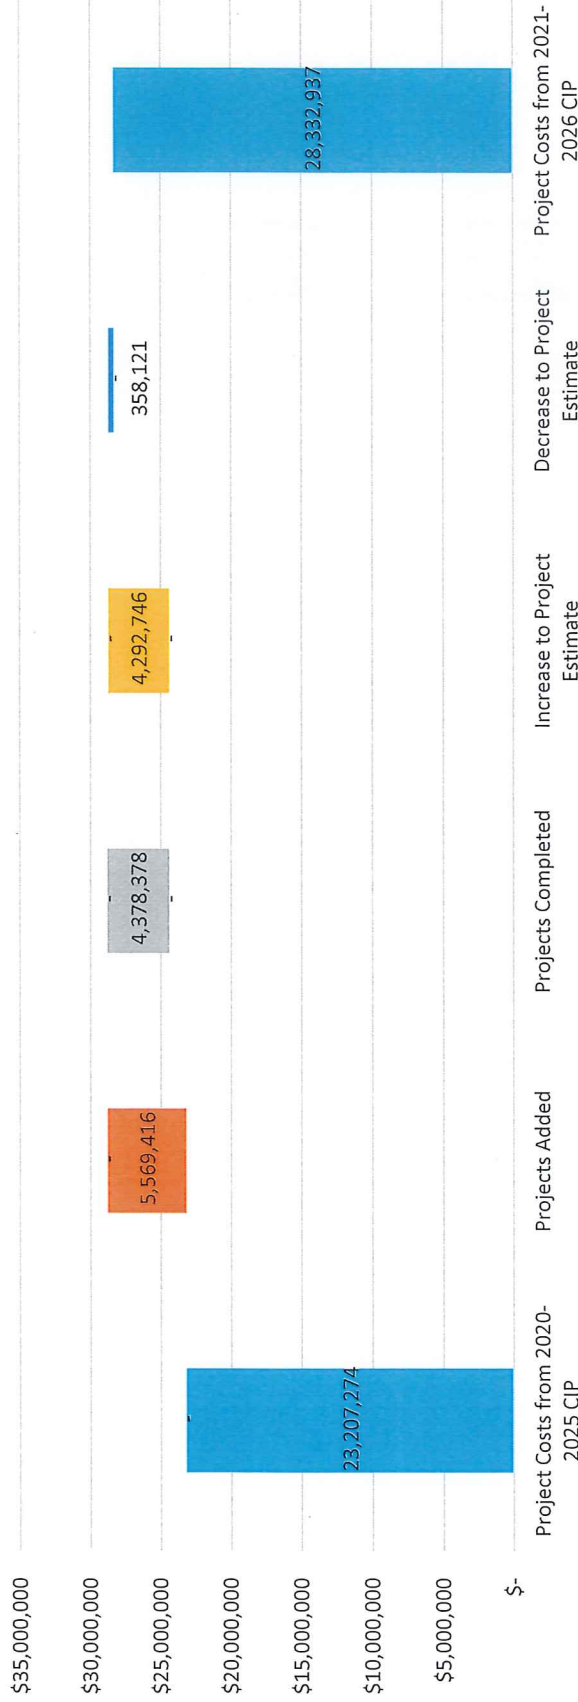 $35,000,000
$30,000,000
$25,000,000
$20,000,000
$15,000,000
$10,000,000
$5,000,000
$-
23,207,274
5,569,416
4,378,378
4,292,746
358,121
28,332,937
Project Costs from 2020-
2025 CIP
Projects Added
Projects Completed
Increase to Project
Estimate
Decrease to Project
Estimate
Project Costs from 2021-
2026 CIP